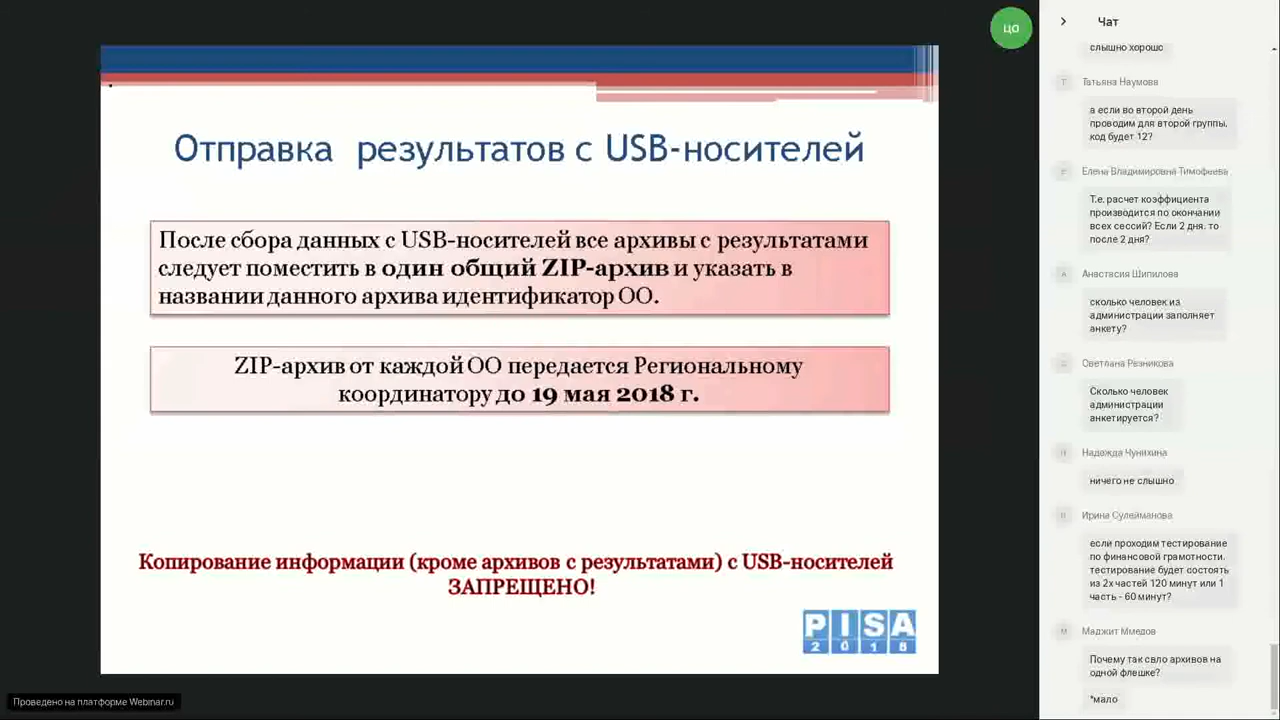 ЦО
Отправка результатов с USB-носителей
После сбора данных с USB-носителей все архивы с результатами
следует поместить в один общий ZIP-архив и указать в
названии данного архива идентификатор ОО.
ZIP-архив от каждой ОО передается Региональному
координатору до 19 мая 2018 г.
Копирование информации (кроме архивов с результатами) с USB-носителей
ЗАПРЕЩЕНО!
PISA
2018
Проведено на платформе Webinar.ru
Чат
слышно хорошо
Татьяна Наумова
а если во второй день
проводим для второй группы,
код будет 12?
Елена Владимировна Тимофеева
Т.е. расчет коэффициента
производится по окончании
всех сессий? Если 2 дня. то
после 2 дня?
Анастасия Шипилова
сколько человек из
администрации заполняет
анкету?
Светлана Резникова
Сколько человек
администрации
анкетируется?
Надежда Чунихина
ничего не слышно
Ирина Сулейманова
если проходим тестирование
по финансовой грамотности.
тестирование будет состоять
из 2х частей 120 минут или 1
часть - 60 минут?
Маджит Ммедов
Почему так свло архивов на
одной флешке?
*мало